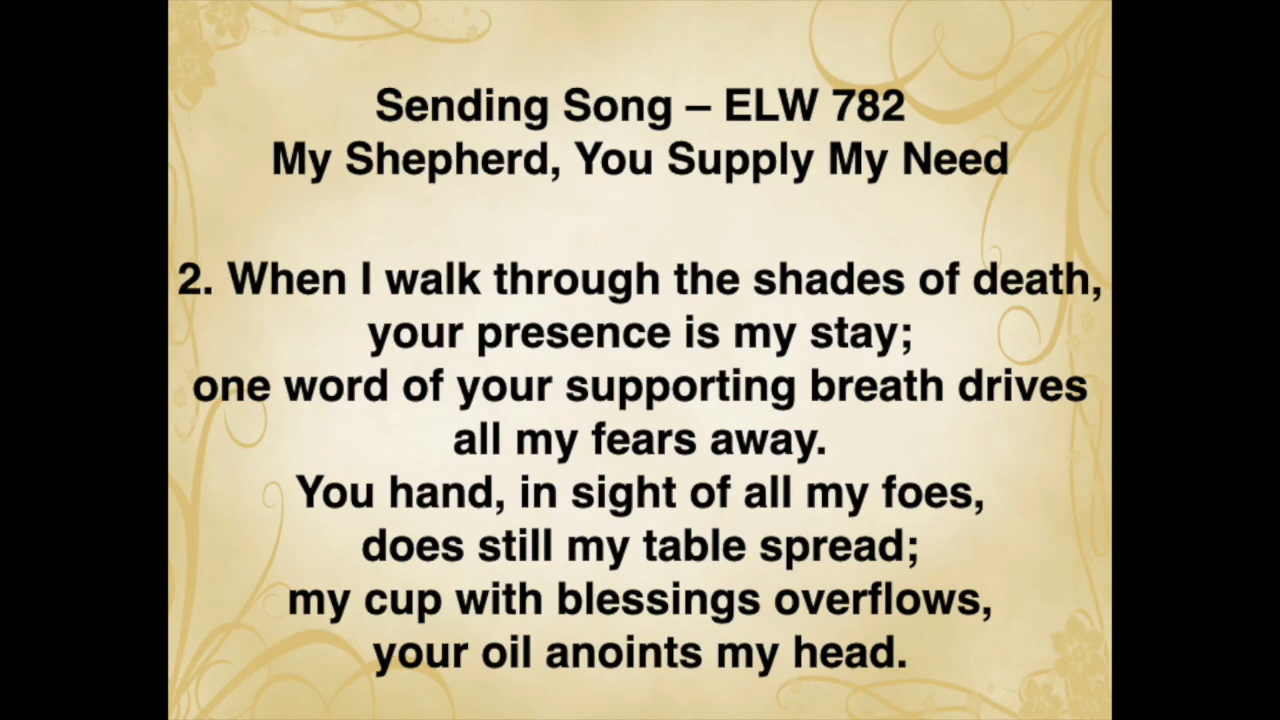 Sending Song – ELW 782
My Shepherd, You Supply My Need
2. When I walk through the shades of death,
your presence is my stay;
one word of your supporting breath drives
all my fears away.
You hand, in sight of all my foes,
does still my table spread;
my cup with blessings overflows,
your oil anoints my head.